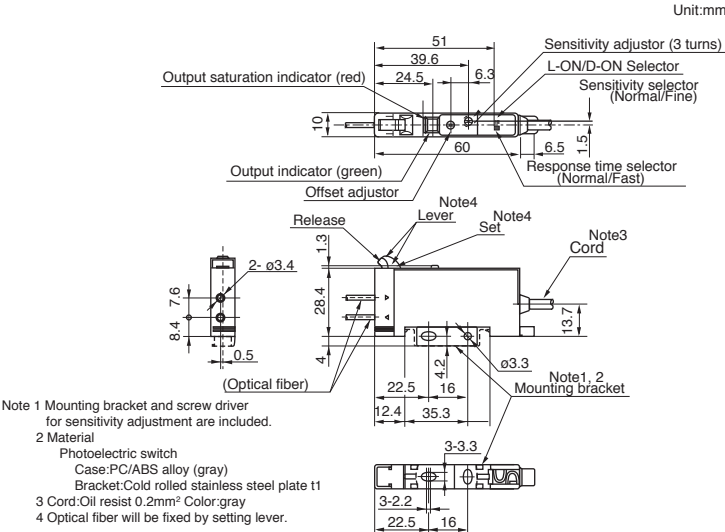 Unit:mm
51
39.6
24.5
6.3
Sensitivity adjustor (3 turns)
L-ON/D-ON Selector
Sensitivity selector
(Normal/Fine)
Output saturation indicator (red)
10
60
6.5
1.5
Response time selector
(Normal/Fast)
Output indicator (green)
Offset adjustor
Release
Note4
Lever
Note4
Set
Note3
Cord
1.3
2- ø3.4
7.6
8.4
0.5
28.4
4
13.7
4.2
ø3.3
(Optical fiber)
22.5
16
Note1, 2
Mounting bracket
12.4
35.3
Note 1 Mounting bracket and screw driver
for sensitivity adjustment are included.
2 Material
Photoelectric switch
Case:PC/ABS alloy (gray)
Bracket:Cold rolled stainless steel plate t1
3 Cord:Oil resist 0.2mm² Color:gray
4 Optical fiber will be fixed by setting lever.
3-3.3
3-2.2
22.5
16